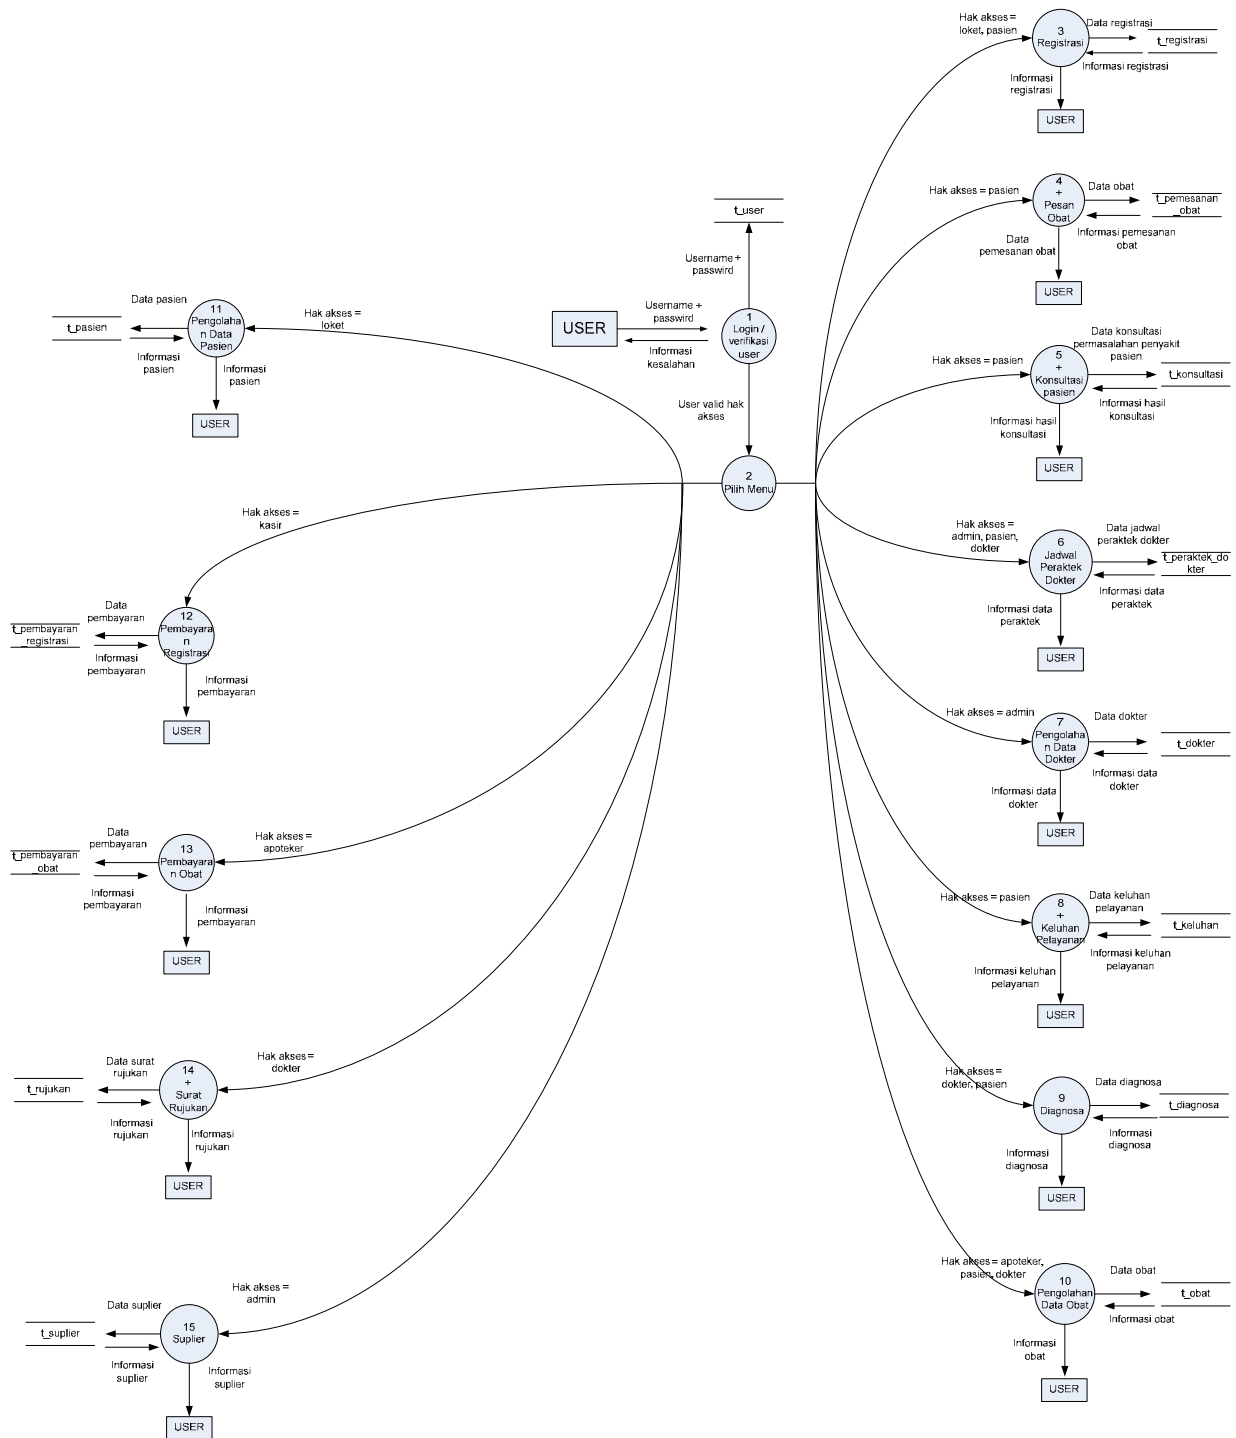 Hak akses =
loket, pasien
3
Registrasi
Data registrasi
t_registrasi
Informasi registrasi
Informasi
registrasi
USER
Hak akses = pasien
4
+
Pesan
Obat
Data obat
t_pemesanan
_obat
Informasi pemesanan
obat
Data
pemesanan obat
USER
t_user
Username +
passwird
USER
Username +
passwird
Informasi
kesalahan
1
Login /
verifikasi
user
User valid hak
akses
2
Pilih Menu
Hak akses = pasien
5
+
Konsultasi
pasien
Data konsultasi
permasalahan penyakit
pasien
t_konsultasi
Informasi hasil
konsultasi
Informasi hasil
konsultasi
USER
Hak akses =
admin, pasien,
dokter
6
Jadwal
Peraktek
Dokter
Data jadwal
peraktek dokter
t_peraktek_do
kter
Informasi data
peraktek
Informasi data
peraktek
USER
Hak akses = admin
7
Pengolaha
n Data
Dokter
Data dokter
t_dokter
Informasi data
dokter
Informasi data
dokter
USER
Hak akses = pasien
8
+
Keluhan
Pelayanan
Data keluhan
pelayanan
t_keluhan
Informasi keluhan
pelayanan
Informasi keluhan
pelayanan
USER
Hak akses =
dokter, pasien
9
Diagnosa
Data diagnosa
t_diagnosa
Informasi
diagnosa
Informasi
diagnosa
USER
Hak akses = apoteker,
pasien, dokter
10
Pengolahan
Data Obat
Data obat
t_obat
Informasi obat
Informasi
obat
USER
Hak akses =
loket
11
Pengolaha
n Data
Pasien
Data pasien
t_pasien
Informasi
pasien
Informasi
pasien
USER
Hak akses =
kasir
12
Pembayara
n
Registrasi
Data
pembayaran
t_pembayaran
_registrasi
Informasi
pembayaran
Informasi
pembayaran
USER
Hak akses =
apoteker
13
Pembayara
n Obat
Data
pembayaran
t_pembayaran
_obat
Informasi
pembayaran
Informasi
pembayaran
USER
Hak akses =
dokter
14
+
Surat
Rujukan
Data surat
rujukan
t_rujukan
Informasi
rujukan
Informasi
rujukan
USER
Hak akses =
admin
15
Suplier
Data suplier
t_suplier
Informasi
suplier
Informasi
suplier
USER